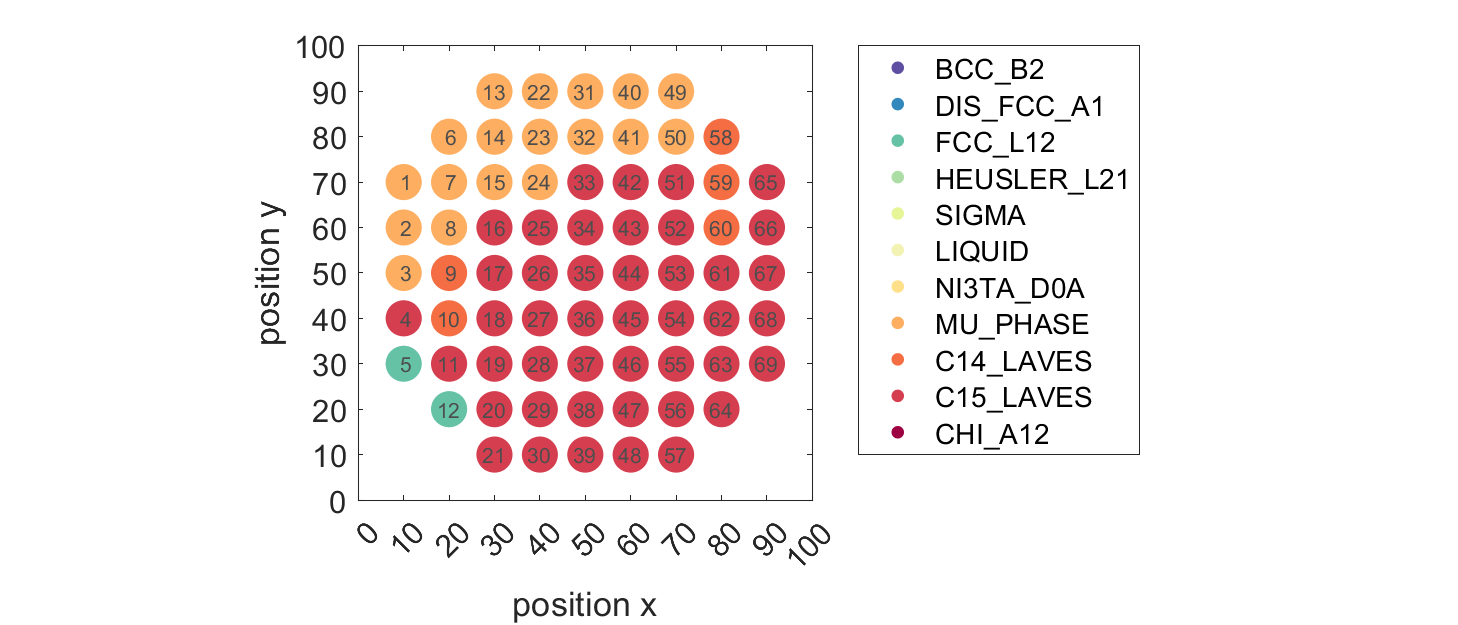 100
90
80
70
60
50
40
30
20
10
0
position y
13 22 31 40 49
6 14 23 32 41 50 58
1 7 15 24 33 42 51 59 65
2 8 16 25 34 43 52 60 66
3 9 17 26 35 44 53 61 67
4 10 18 27 36 45 54 62 68
5 11 19 28 37 46 55 63 69
12 20 29 38 47 56 64
21 30 39 48 57
0 10 20 30 40 50 60 70 80 90 100
position x
BCC_B2
DIS_FCC_A1
FCC_L12
HEUSLER_L21
SIGMA
LIQUID
NI3TA_D0A
MU_PHASE
C14_LAVES
C15_LAVES
CHI_A12